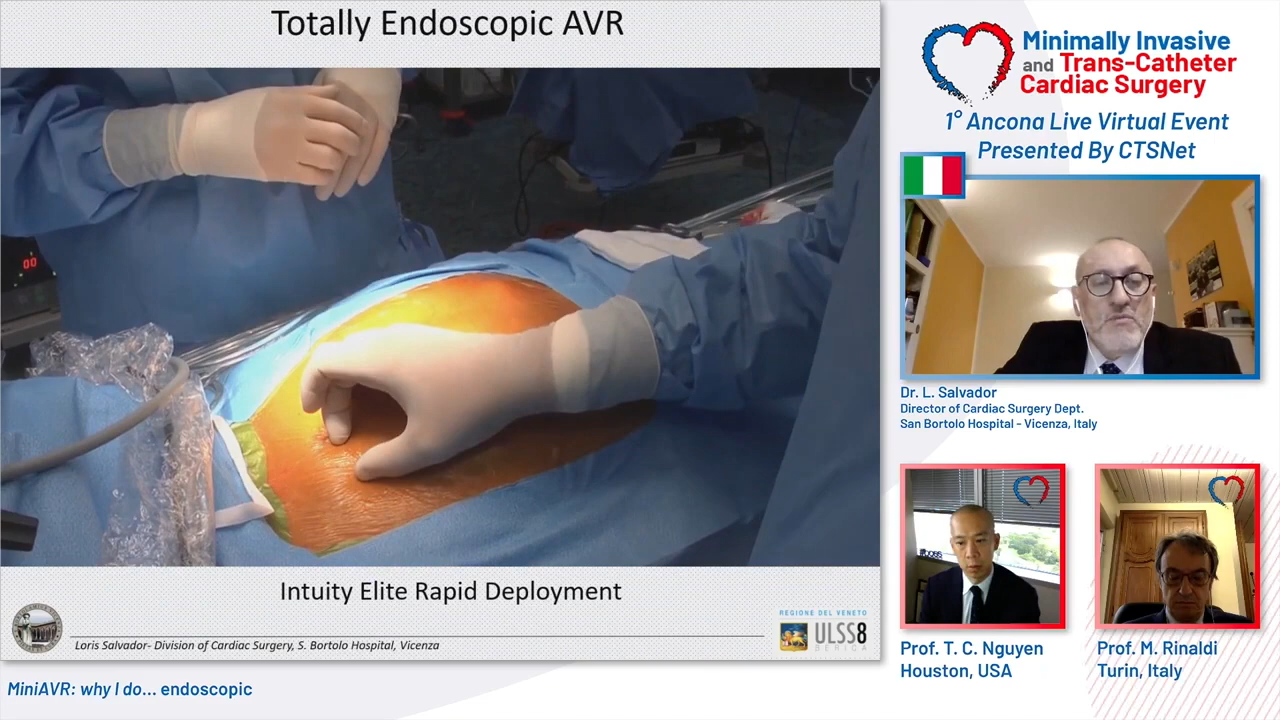 Totally Endoscopic AVR
00
Intuity Elite Rapid Deployment
Loris Salvador- Division of Cardiac Surgery, S. Bortolo Hospital, Vicenza
REGIONE DEL VENETO
ULSS8
BERICA
MiniAVR: why I do... endoscopic
Minimally Invasive
and Trans-Catheter
Cardiac Surgery
1° Ancona Live Virtual Event
Presented By CTSNet
Dr. L. Salvador
Director of Cardiac Surgery Dept.
San Bortolo Hospital - Vicenza, Italy
Prof. T. C. Nguyen
Houston, USA
Prof. M. Rinaldi
Turin, Italy